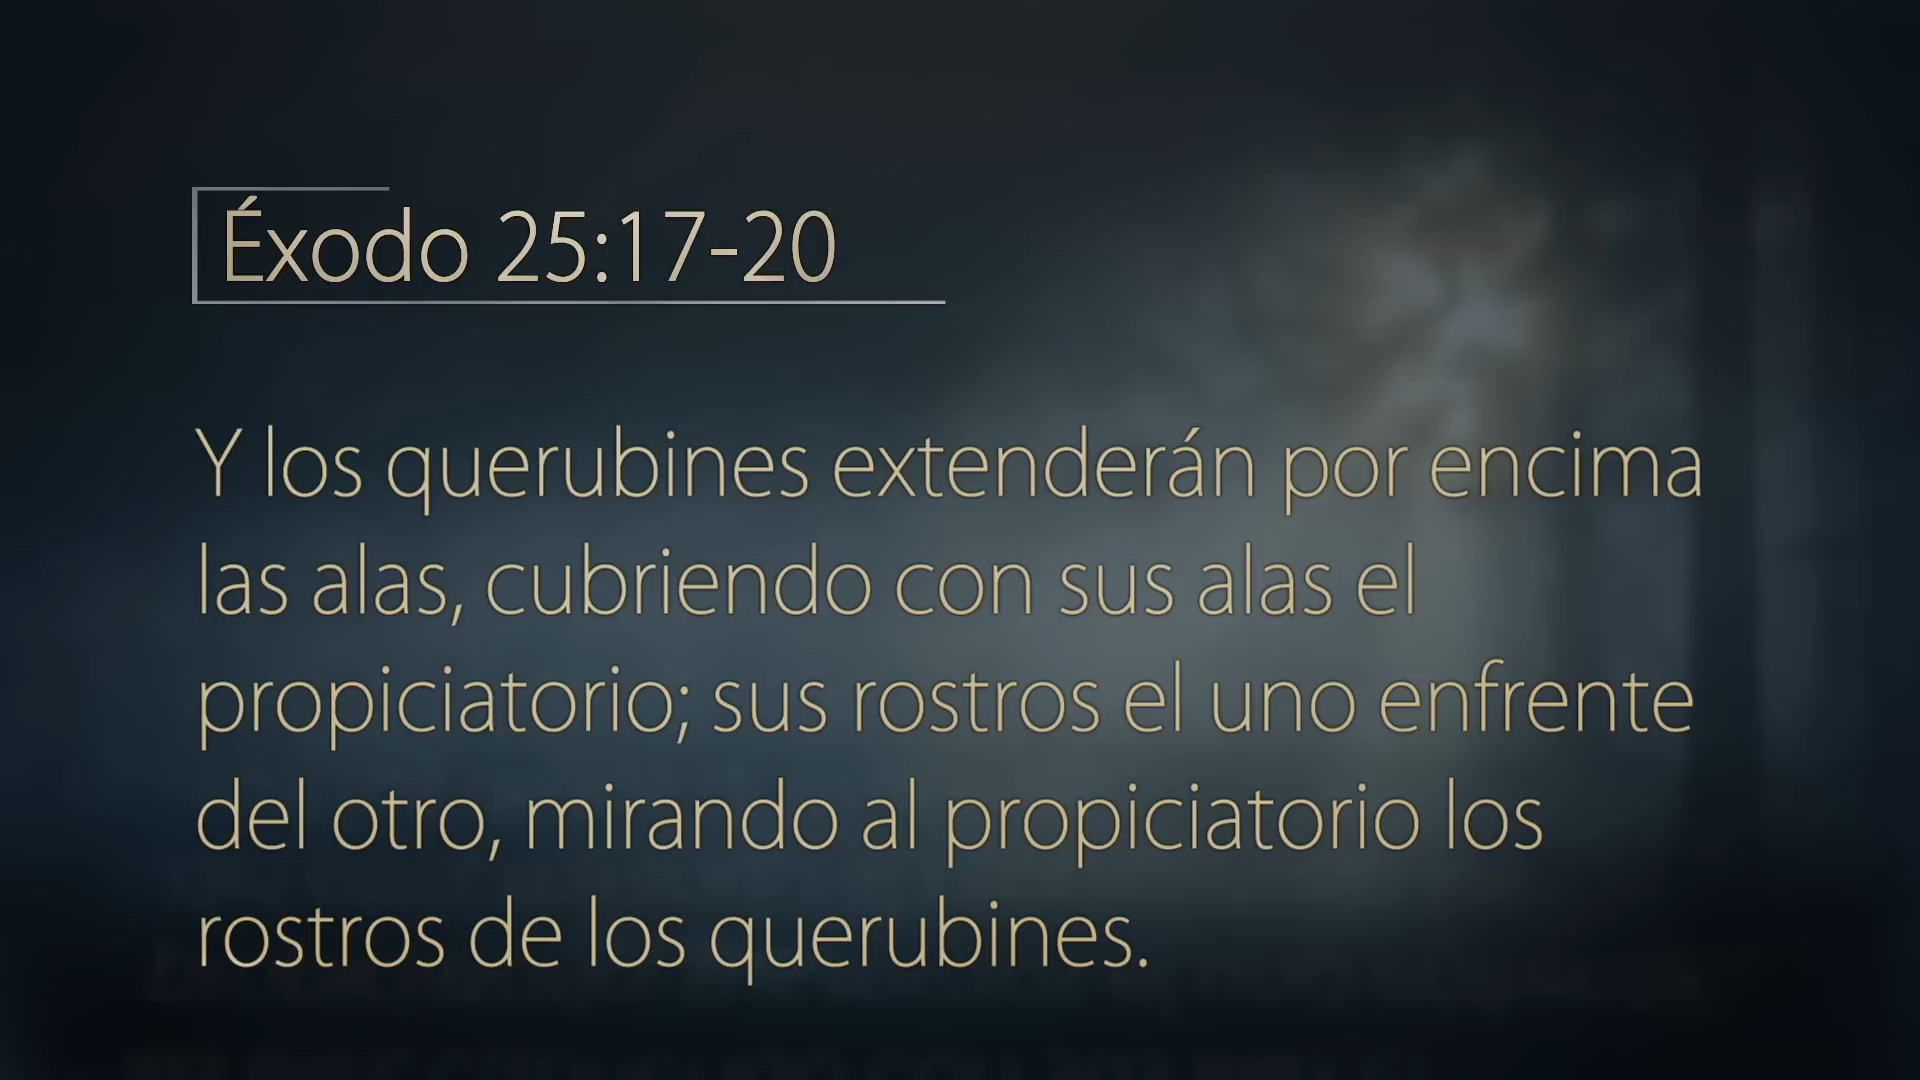 Éxodo 25:17-20
Y los querubines extenderán por encima
las alas, cubriendo con sus alas el
propiciatorio; sus rostros el uno enfrente
del otro, mirando al propiciatorio los
rostros de los querubines.